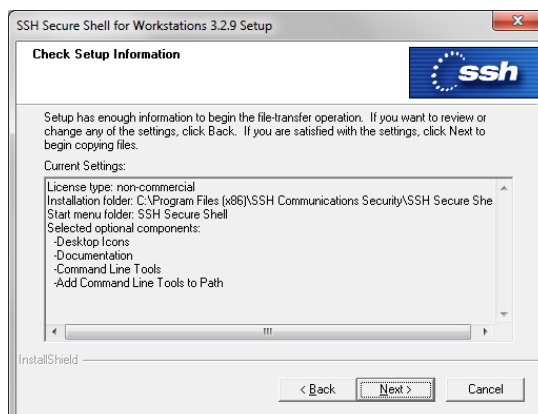 SSH Secure Shell for Workstations 3.2.9 Setup
Check Setup Information
ssh
Setup has enough information to begin the file-transfer operation. If you want to review or
change any of the settings, click Back. If you are satisfied with the settings, click Next to
begin copying files.
Current Settings:
License type: non-commercial
Installation folder: C:\Program Files (x86)\SSH Communications Security\SSH Secure She
Start menu folder: SSH Secure Shell
Selected optional components:
-Desktop Icons
-Documentation
-Command Line Tools
-Add Command Line Tools to Path
InstallShield
< Back
Next >
Cancel